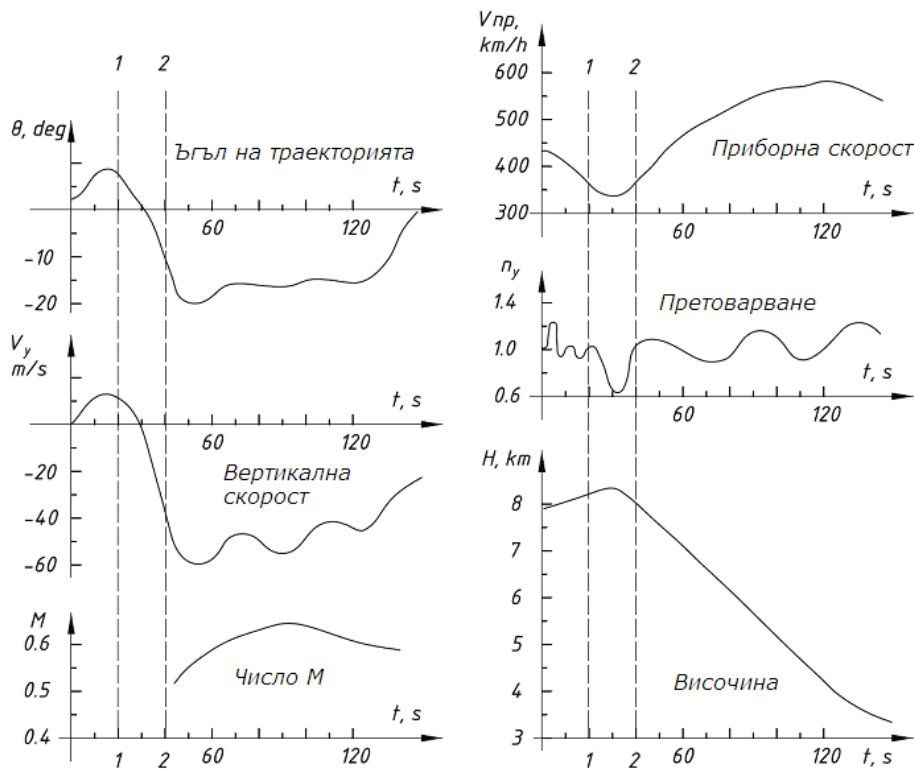 1 2
θ, deg
Ъгъл на траекторията
t, s
60 120
-10
-20
Vy
m/s
t, s
60 120
-20
Вертикална
скорост
-40
-60
M
0.6
0.5
Число М
t, s
0.4
1 2 60 120
Vпр,
km/h
1 2
600
500
400
Приборна скорост
t, s
300
60 120
ny
1.4
Претоварване
1.0
t, s
0.6
60 120
H, km
8
7
6
5
4
Височина
3
1 2 60 120 t, s